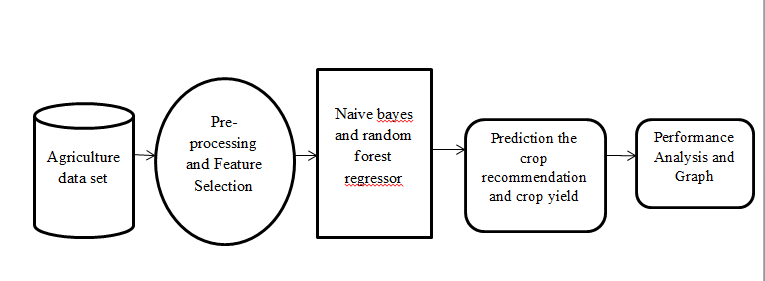 Agriculture
data set
Pre-
processing
and Feature
Selection
Naive bayes
and random
forest
regressor
Prediction the
crop
recommendation
and crop yield
Performance
Analysis and
Graph